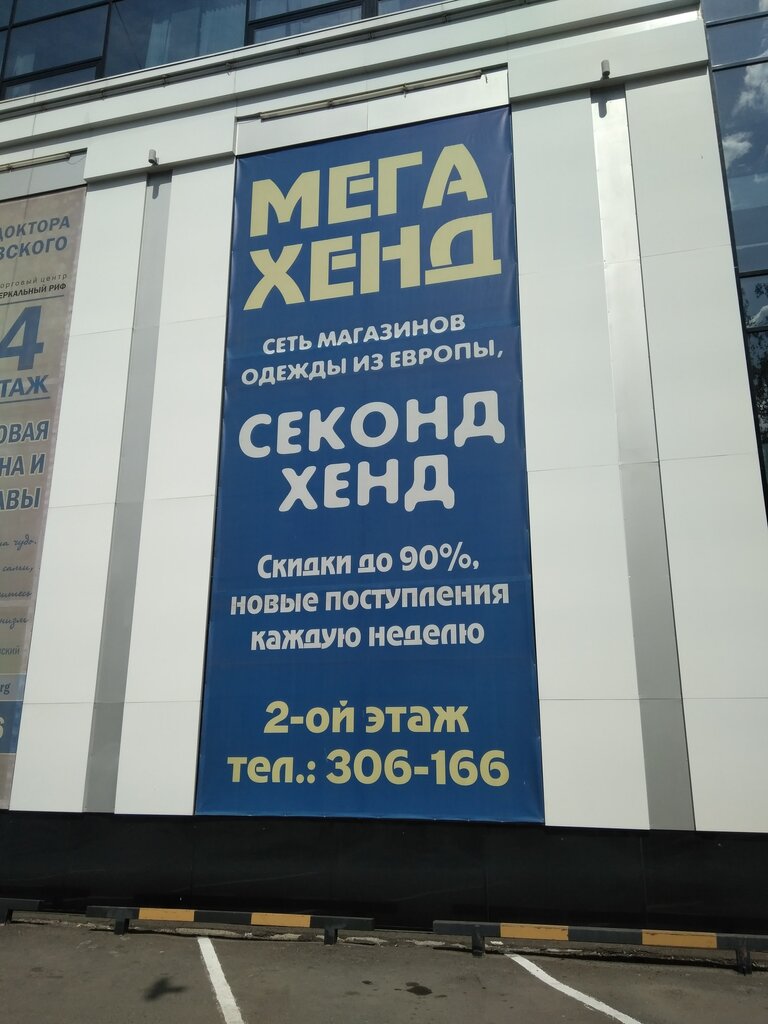 МЕГА
ХЕНД
СЕТЬ МАГАЗИНОВ
ОДЕЖДЫ ИЗ ЕВРОПЫ,
СЕКОНД
ХЕНД
Скидки до 90%,
новые поступления
каждую неделю
2-ой этаж
тел.: 306-166
ДОКТОРА
4